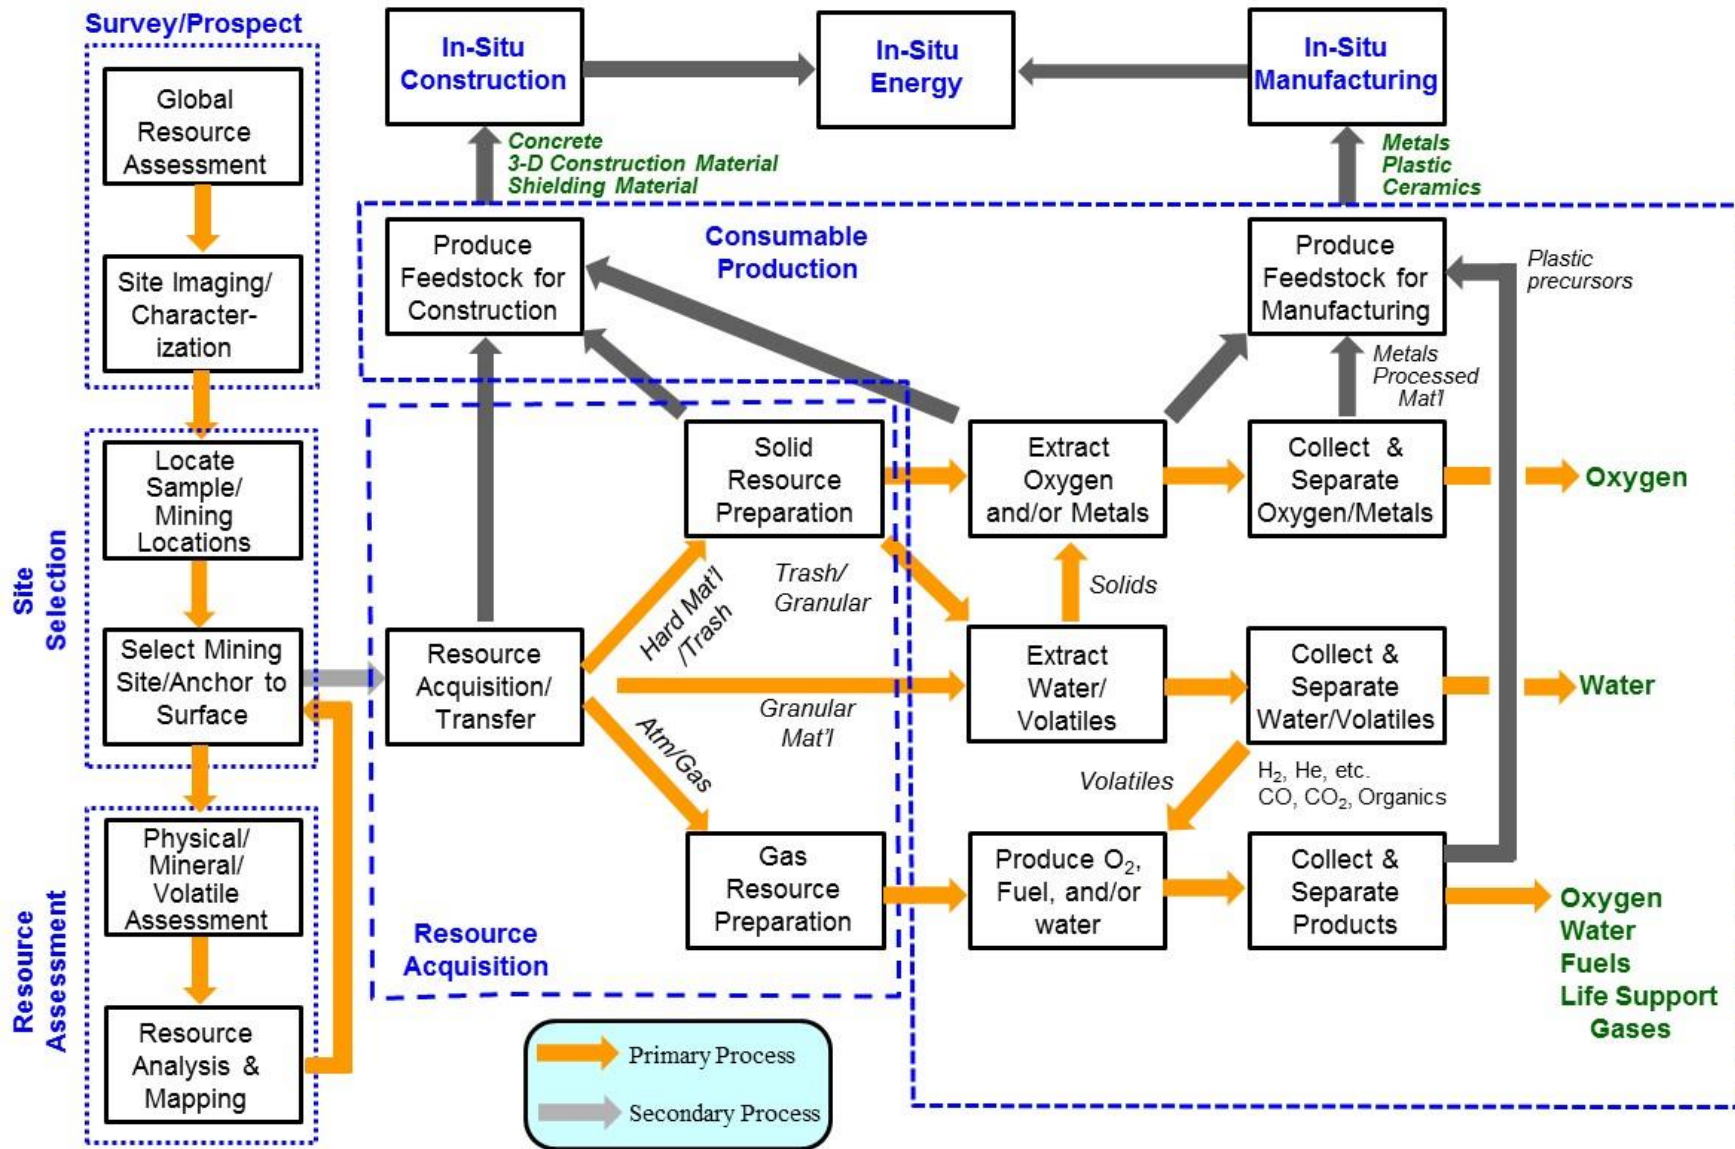 Survey/Prospect
Global
Resource
Assessment
Site Imaging/
Character-
ization
Site
Selection
Locate
Sample/
Mining
Locations
Select Mining
Site/Anchor to
Surface
Resource
Assessment
Physical/
Mineral/
Volatile
Assessment
Resource
Analysis &
Mapping
In-Situ
Construction
In-Situ
Energy
In-Situ
Manufacturing
Concrete
3-D Construction Material
Shielding Material
Metals
Plastic
Ceramics
Produce
Feedstock for
Construction
Consumable
Production
Produce
Feedstock for
Manufacturing
Plastic
precursors
Metals
Processed
Mat'l
Solid
Resource
Preparation
Extract
Oxygen
and/or Metals
Collect &
Separate
Oxygen/Metals
Oxygen
Hard Mat'l
/Trash
Trash/
Granular
Solids
Resource
Acquisition/
Transfer
Granular
Mat'l
Extract
Water/
Volatiles
Collect &
Separate
Water/Volatiles
Water
Atm/Gas
Volatiles
H₂, He, etc.
CO, CO₂, Organics
Gas
Resource
Preparation
Produce O₂,
Fuel, and/or
water
Collect &
Separate
Products
Oxygen
Water
Fuels
Life Support
Gases
Resource
Acquisition
Primary Process
Secondary Process